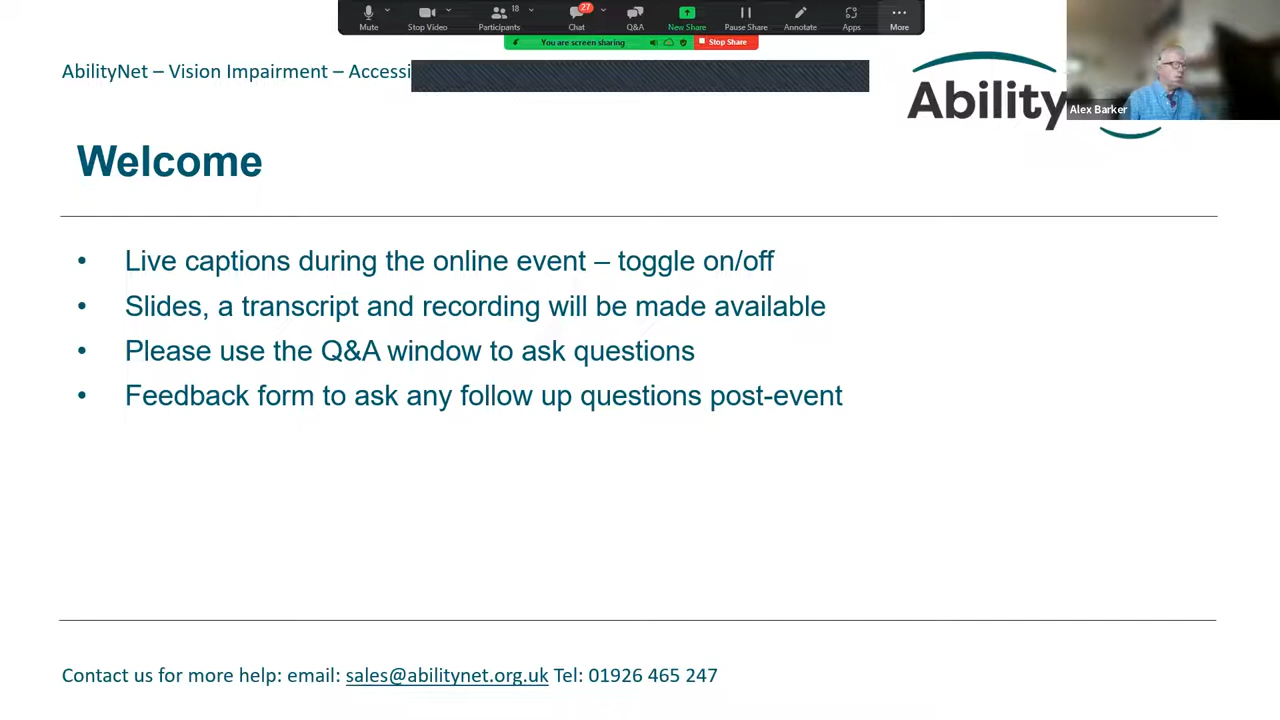 Mute
Stop Video
18
Participants
27
Chat
Q&A
New Share
Pause Share
Annotate
Apps
More
You are screen sharing
Stop Share
AbilityNet – Vision Impairment – Accessi
Ability
Alex Barker
Welcome
• Live captions during the online event – toggle on/off
• Slides, a transcript and recording will be made available
• Please use the Q&A window to ask questions
• Feedback form to ask any follow up questions post-event
Contact us for more help: email: sales@abilitynet.org.uk Tel: 01926 465 247